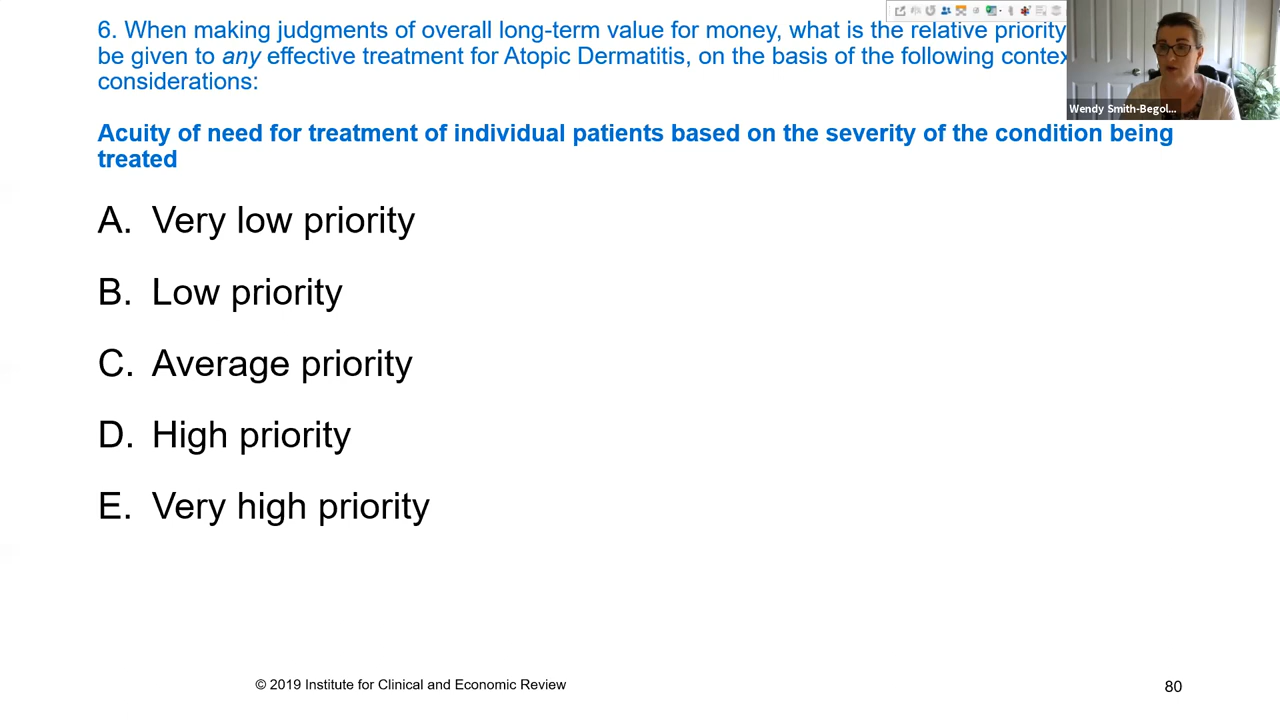 6. When making judgments of overall long-term value for money, what is the relative priority
be given to any effective treatment for Atopic Dermatitis, on the basis of the following
considerations:
Acuity of need for treatment of individual patients based on the severity of the condition being
treated
A. Very low priority
B. Low priority
C. Average priority
D. High priority
E. Very high priority
Wendy Smith-Begol...
© 2019 Institute for Clinical and Economic Review
80